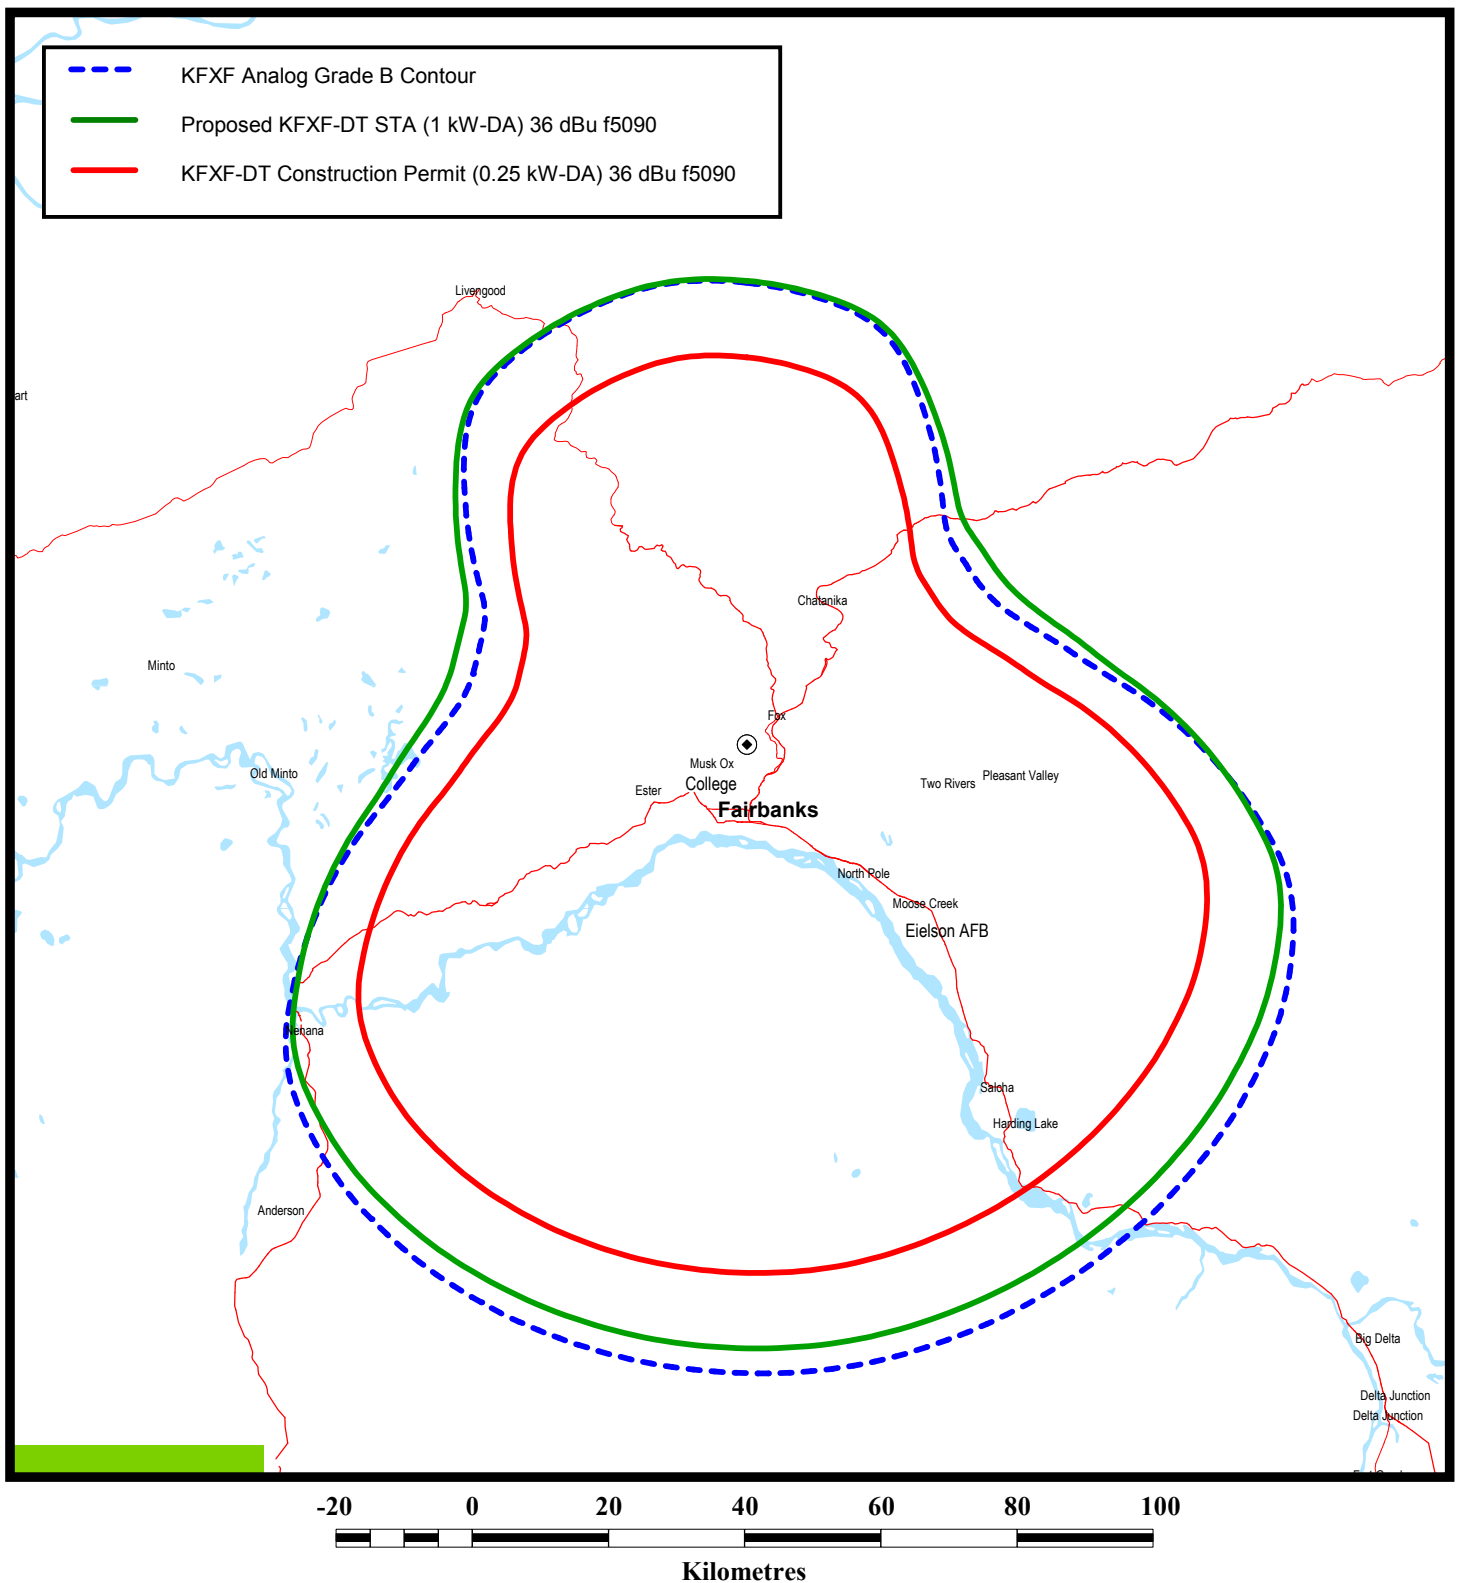 KFXF Analog Grade B Contour
Proposed KFXF-DT STA (1 kW-DA) 36 dBu f5090
KFXF-DT Construction Permit (0.25 kW-DA) 36 dBu f5090
Livengood
art
Chatanika
Minto
Fox
Musk Ox
Old Minto
College
Two Rivers
Pleasant Valley
Ester
Fairbanks
North Pole
Moose Creek
Eielson AFB
Nenana
Salcha
Harding Lake
Anderson
Big Delta
Delta Junction
Delta Junction
-20 0 20 40 60 80 100
Kilometres